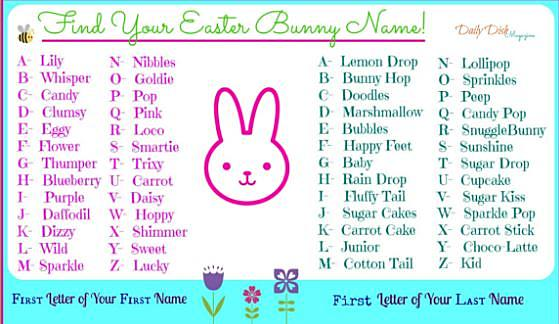 Find Your Easter Bunny Name!
Daily Dish
Magazine
A- Lily
B- Whisper
C- Candy
D- Clumsy
E- Eggy
F- Flower
G- Thumper
H- Blueberry
I- Purple
J- Daffodil
K- Dizzy
L- Wild
M- Sparkle
N- Nibbles
O- Goldie
P- Pop
Q- Pink
R- Loco
S- Smartie
T- Trixy
U- Carrot
V- Daisy
W- Hoppy
X- Shimmer
Y- Sweet
Z- Lucky
A- Lemon Drop
B- Bunny Hop
C- Doodles
D- Marshmallow
E- Bubbles
F- Happy Feet
G- Baby
H- Rain Drop
I- Fluffy Tail
J- Sugar Cakes
K- Carrot Cake
L- Junior
M- Cotton Tail
N- Lollipop
O- Sprinkles
P- Peep
Q- Candy Pop
R- SnuggleBunny
S- Sunshine
T- Sugar Drop
U- Cupcake
V- Sugar Kiss
W- Sparkle Pop
X- Carrot Stick
Y- Choco-Latte
Z- Kid
First Letter of Your First Name
First Letter of Your Last Name